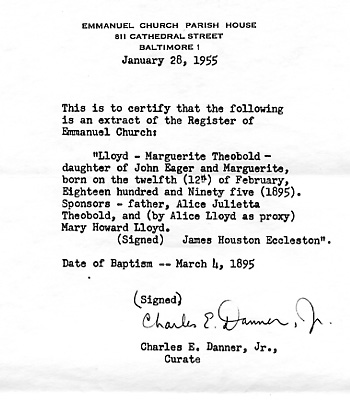 EMMANUEL CHURCH PARISH HOUSE
811 CATHEDRAL STREET
BALTIMORE 1
January 28, 1955
This is to certify that the following
is an extract of the Register of
Emmanuel Church:
"Lloyd - Marguerite Theobold -
daughter of John Eager and Marguerite,
born on the twelfth (12th) of February,
Eighteen hundred and Ninety five (1895).
Sponsors - father, Alice Julietta
Theobold, and (by Alice Lloyd as proxy)
Mary Howard Lloyd.
(Signed) James Houston Eccleston".
Date of Baptism -- March 4, 1895
(Signed)
Charles E. Danner, Jr.
Charles E. Danner, Jr.,
Curate